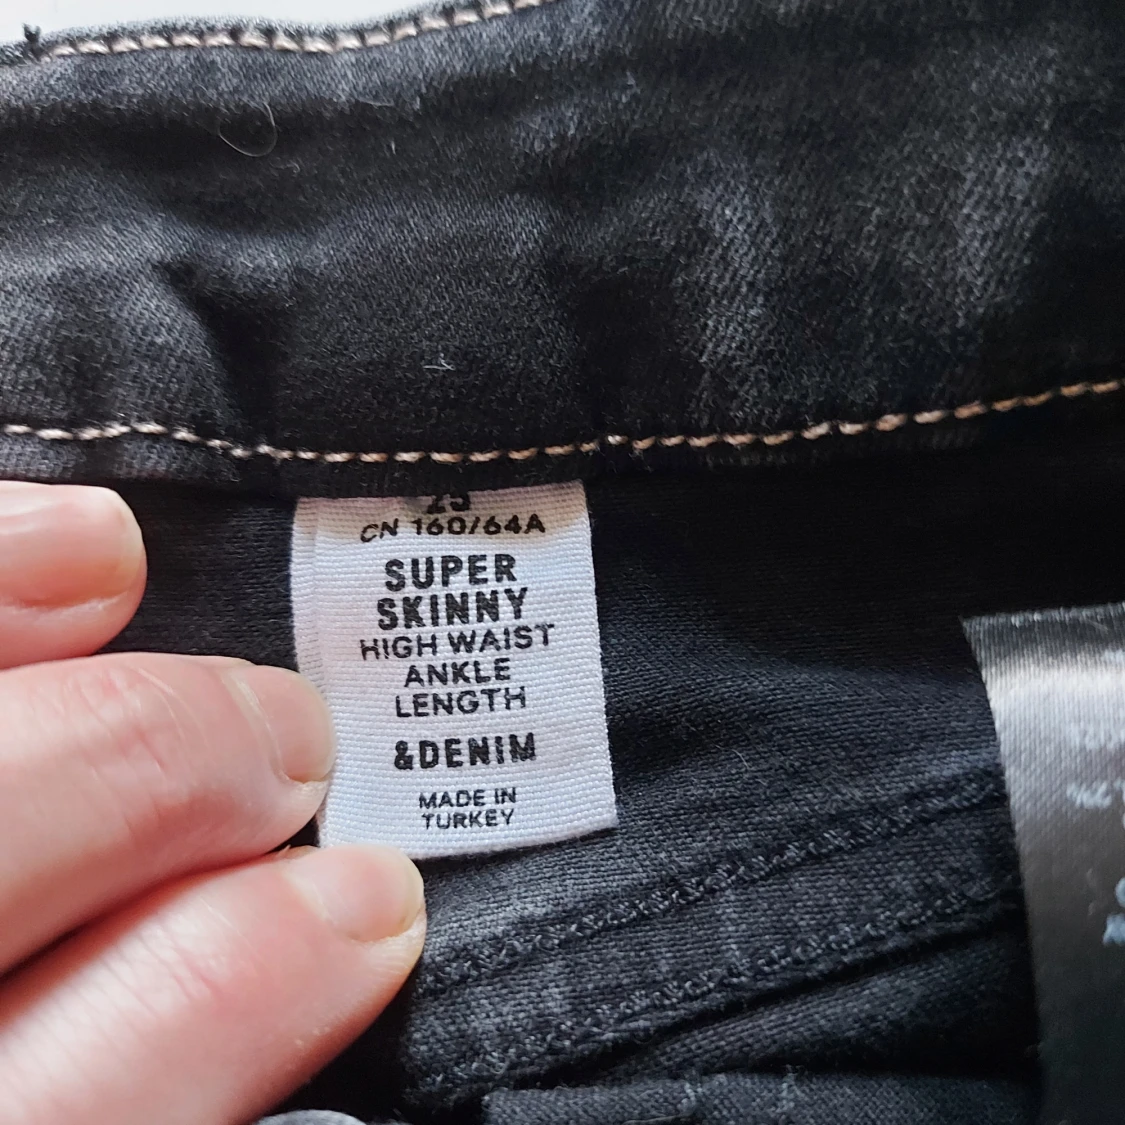 25
CN 160/64A
SUPER
SKINNY
HIGH WAIST
ANKLE
LENGTH
&DENIM
MADE IN
TURKEY